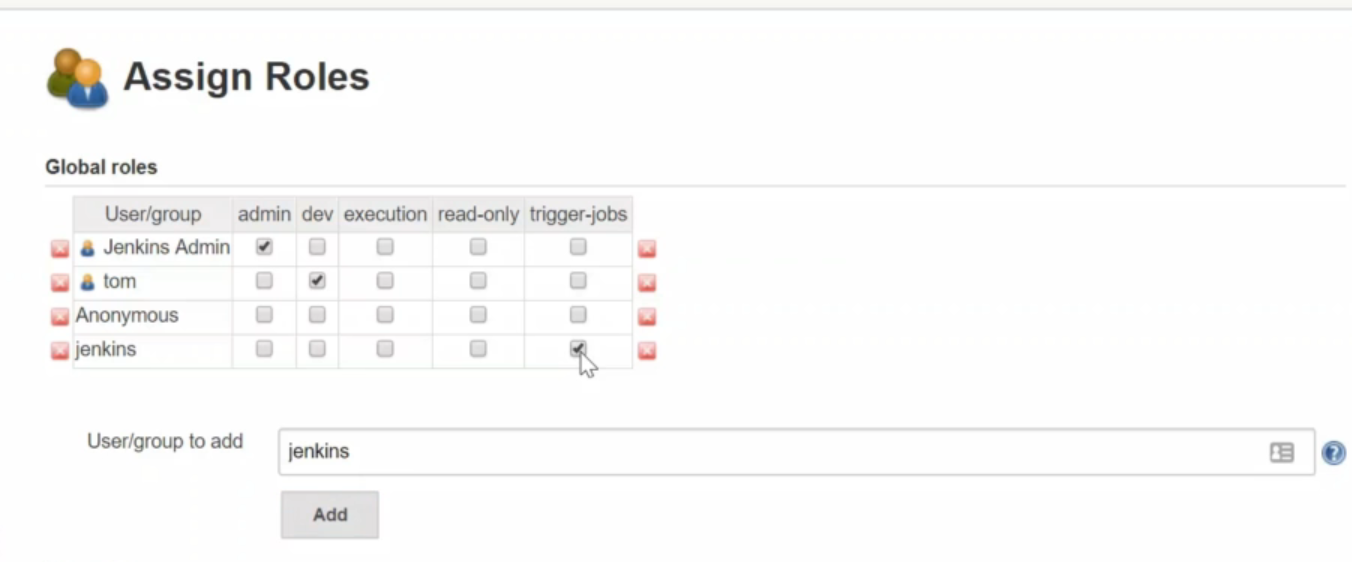 Assign Roles
Global roles
User/group admin dev execution read-only trigger-jobs
Jenkins Admin
tom
Anonymous
jenkins
User/group to add jenkins
Add